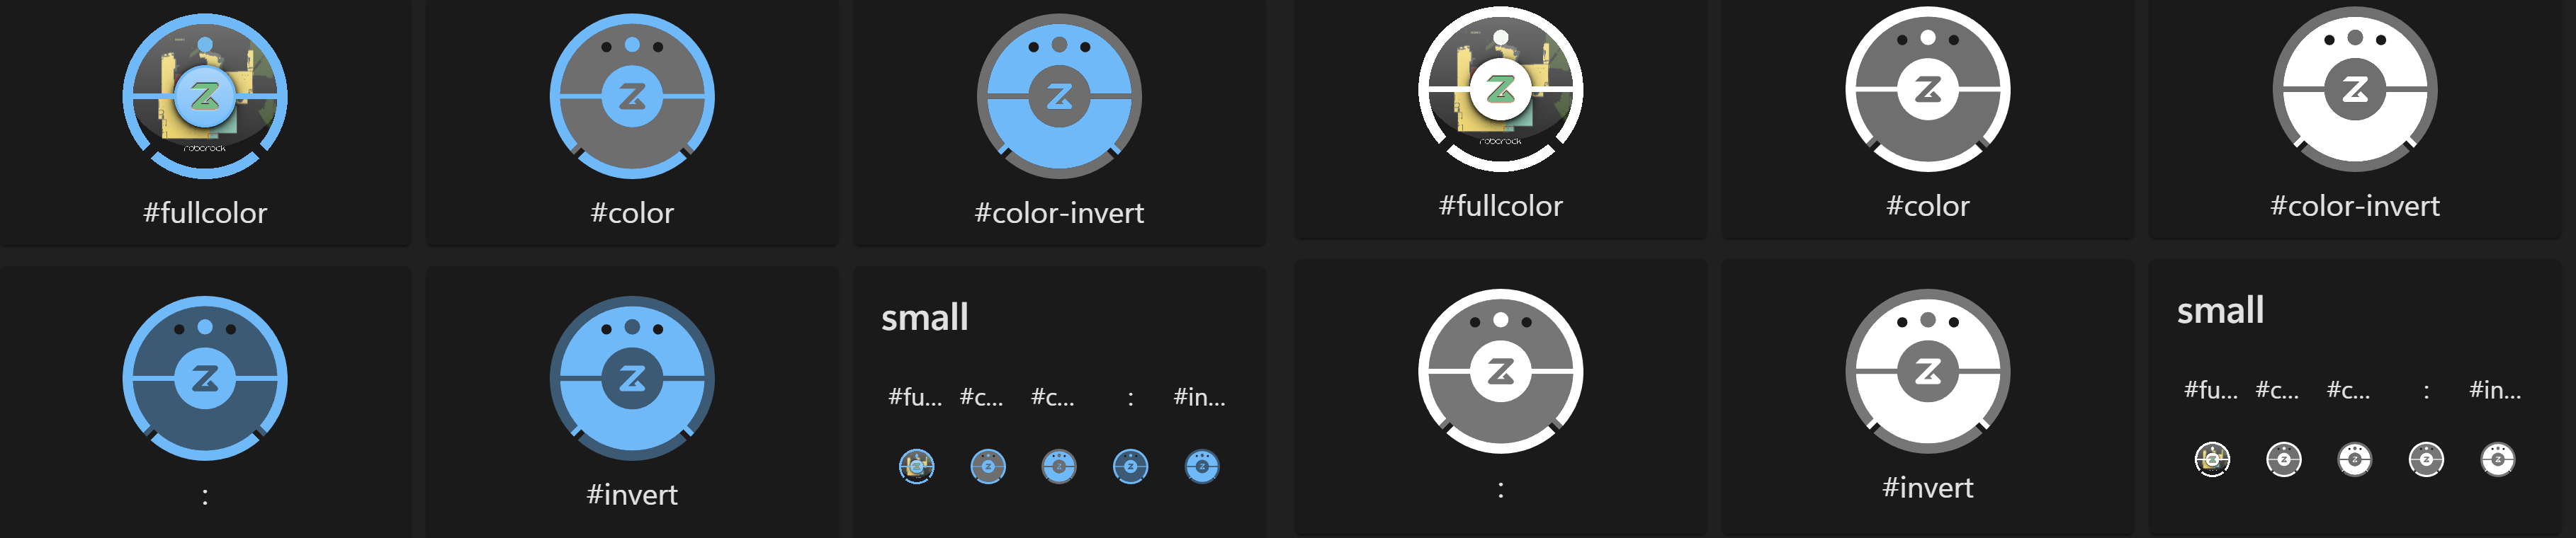 roborock
#fullcolor
#color
#color-invert
roborock
#fullcolor
#color
#color-invert
:
#invert
small
#fu... #c... #c... : #in...
:
#invert
small
#fu... #c... #c... : #in...